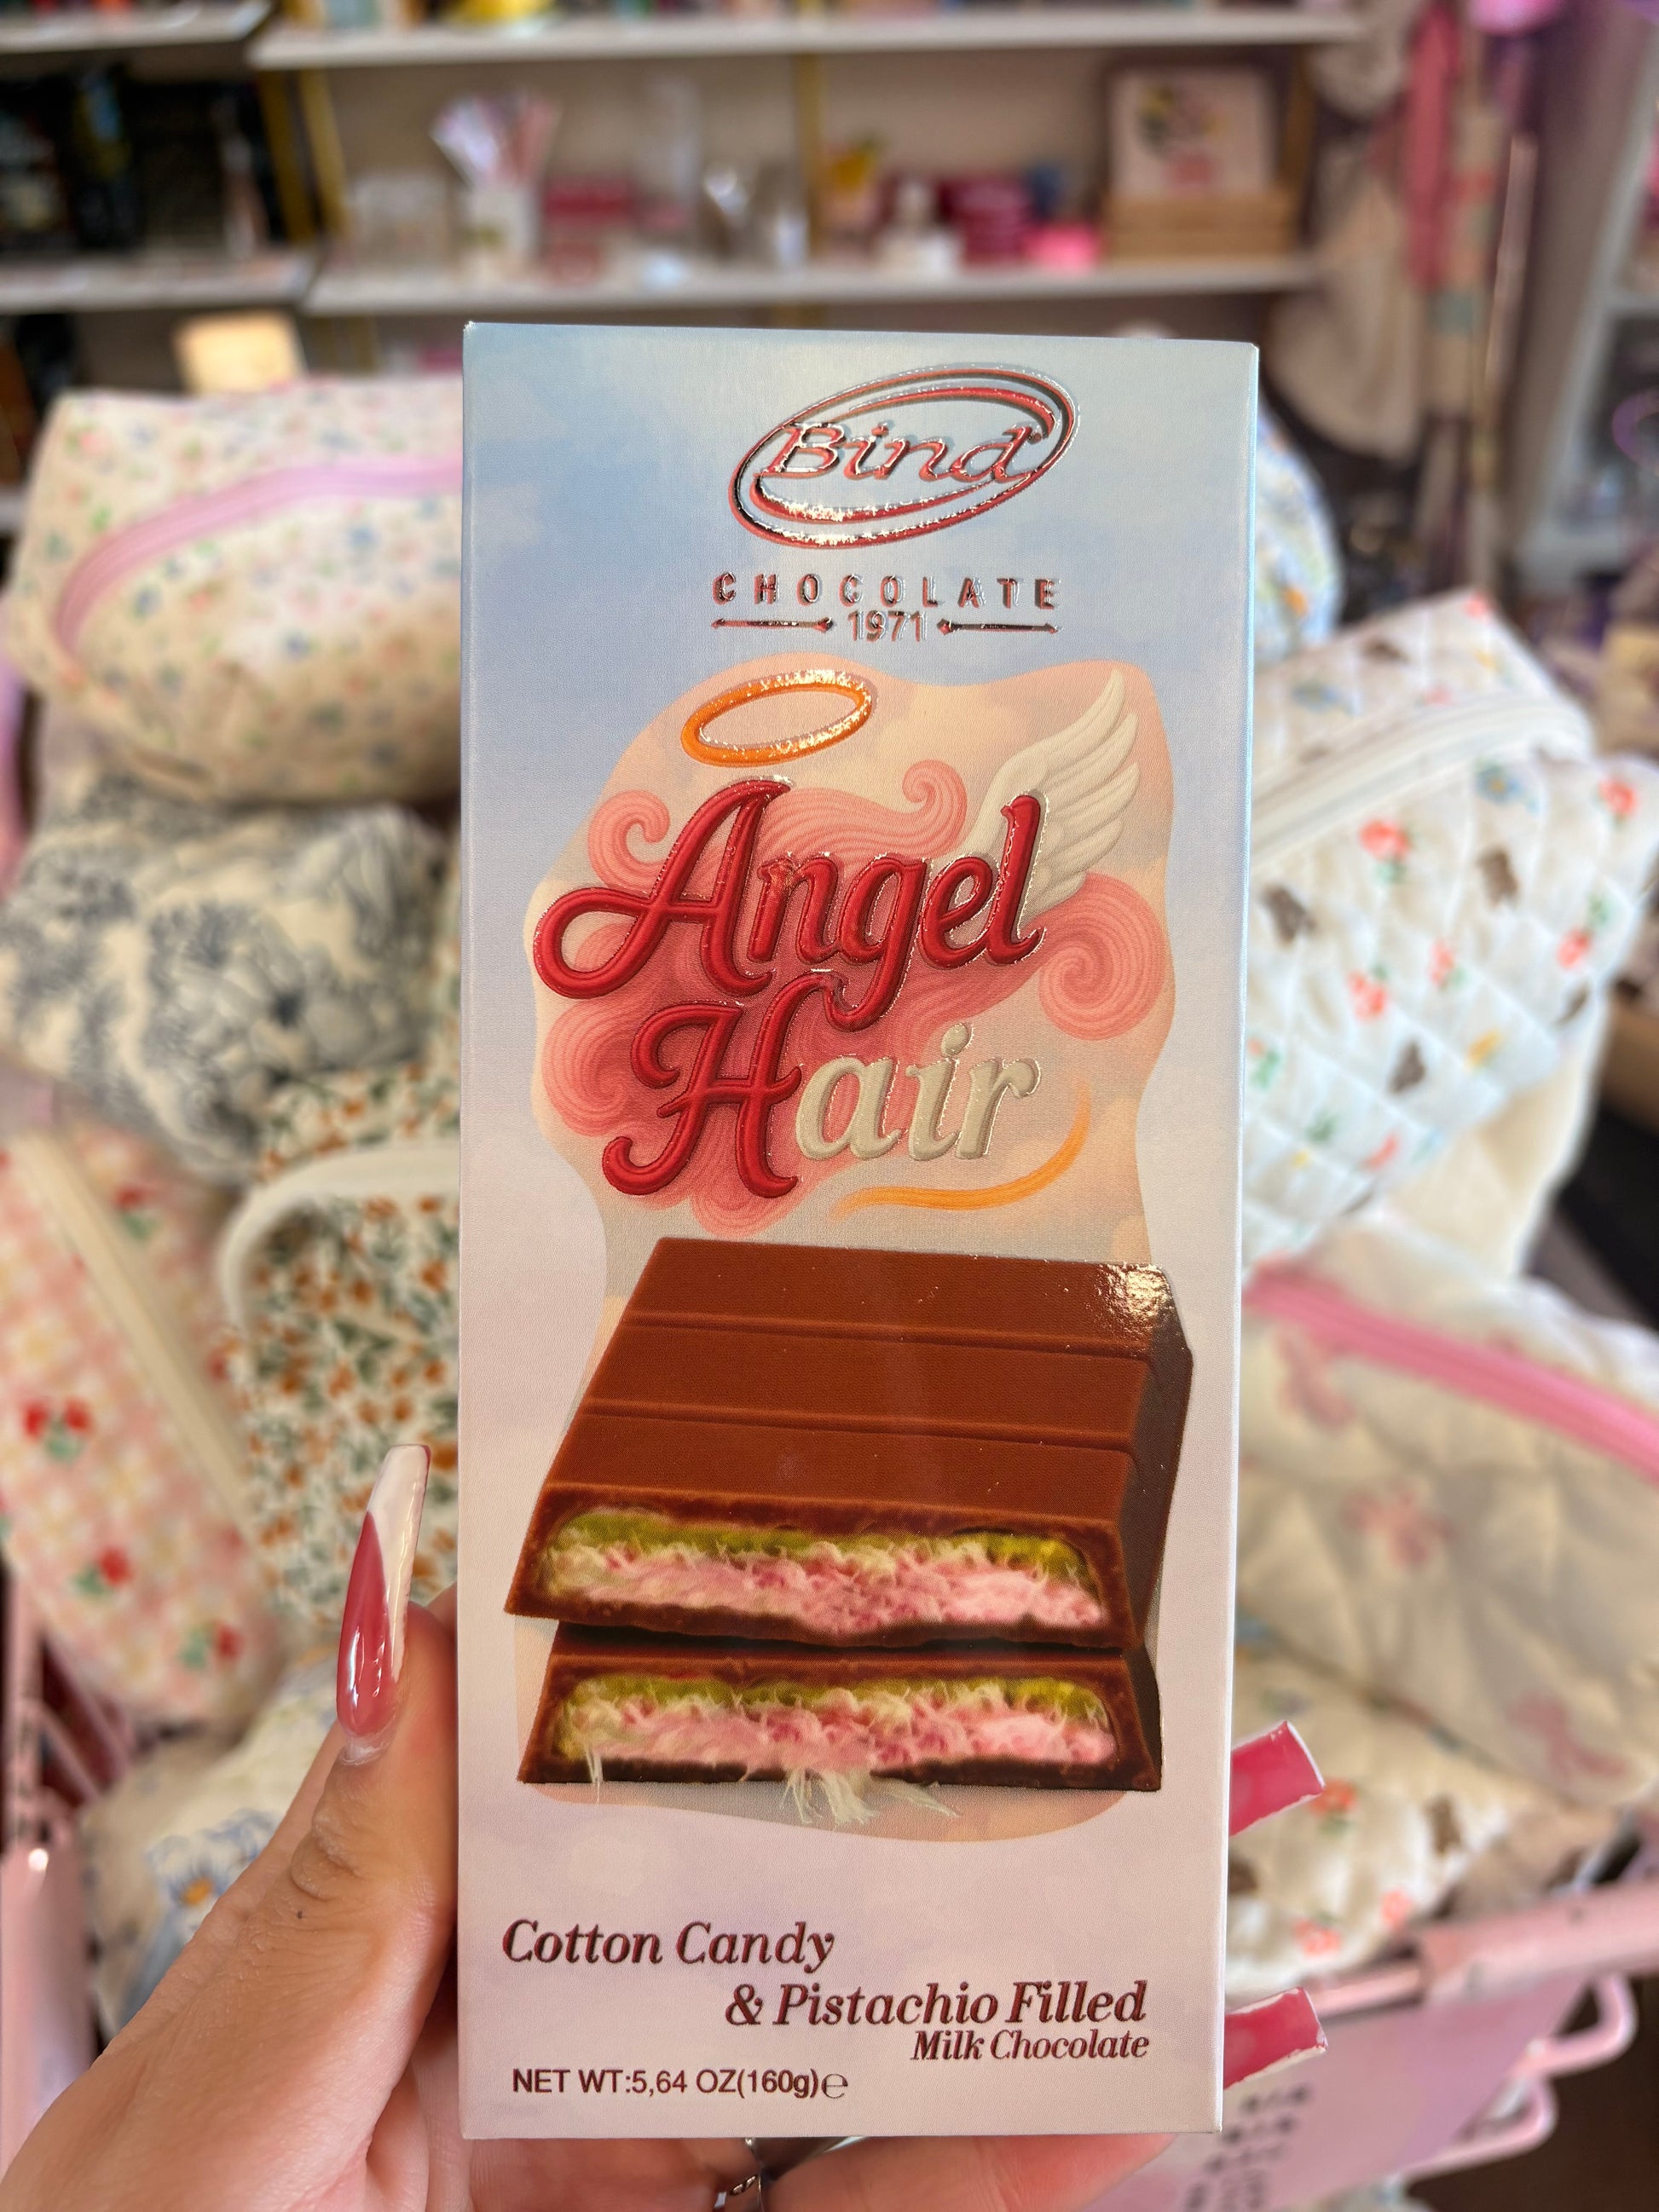 Bind
CHOCOLATE
1971
Angel
Hair
Cotton Candy
& Pistachio Filled
Milk Chocolate
NET WT:5,64 OZ(160g)℮